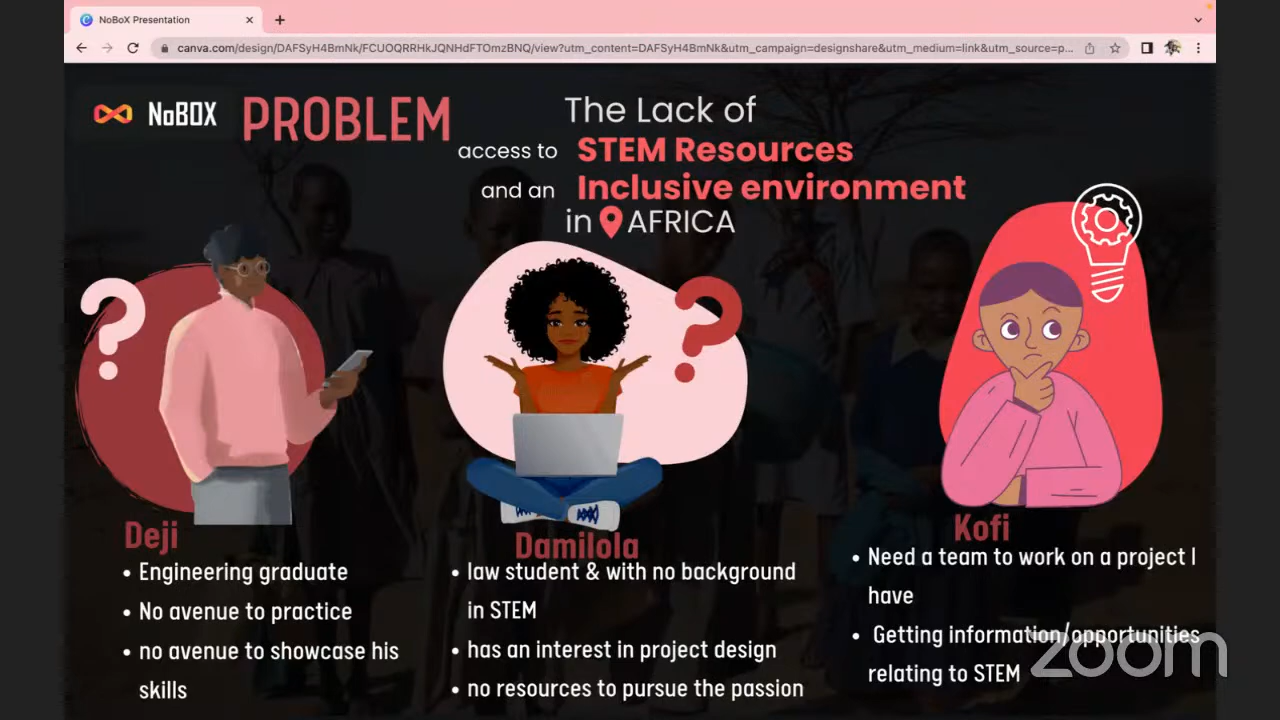 NoBoX Presentation
canva.com/design/DAFSyH4BmNk/FCUOQRRHkJQNHdFTOmzBNQ/view?utm_content=DAFSyH4BmNk&utm_campaign=designshare&utm_medium=link&utm_source=p...
NoBOX
PROBLEM
The Lack of
access to STEM Resources
and an Inclusive environment
in AFRICA
Deji
• Engineering graduate
• No avenue to practice
• no avenue to showcase his
skills
Damilola
• law student & with no background
in STEM
• has an interest in project design
• no resources to pursue the passion
Kofi
• Need a team to work on a project I
have
• Getting information/opportunities
relating to STEM
zoom